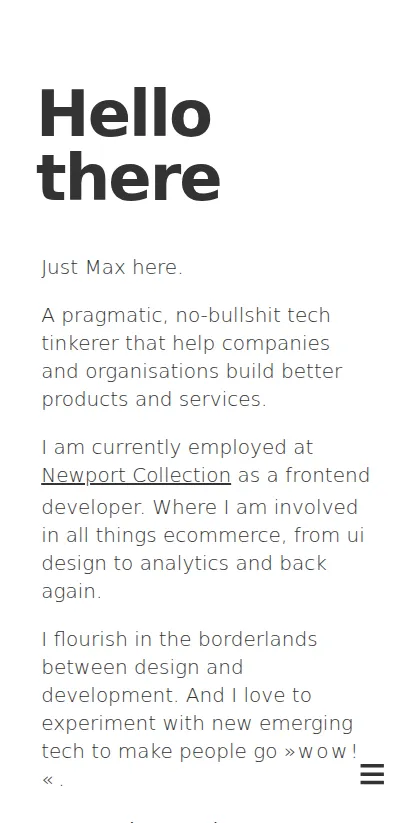 Hello
there
Just Max here.
A pragmatic, no-bullshit tech
tinkerer that help companies
and organisations build better
products and services.
I am currently employed at
Newport Collection as a frontend
developer. Where I am involved
in all things ecommerce, from ui
design to analytics and back
again.
I flourish in the borderlands
between design and
development. And I love to
experiment with new emerging
tech to make people go »wow!
«.